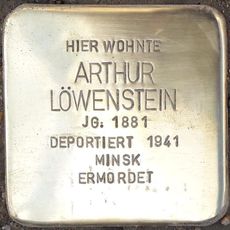 HIER WOHNTE
ARTHUR
LÖWENSTEIN
JG. 1881
DEPORTIERT 1941
MINSK
ERMORDET